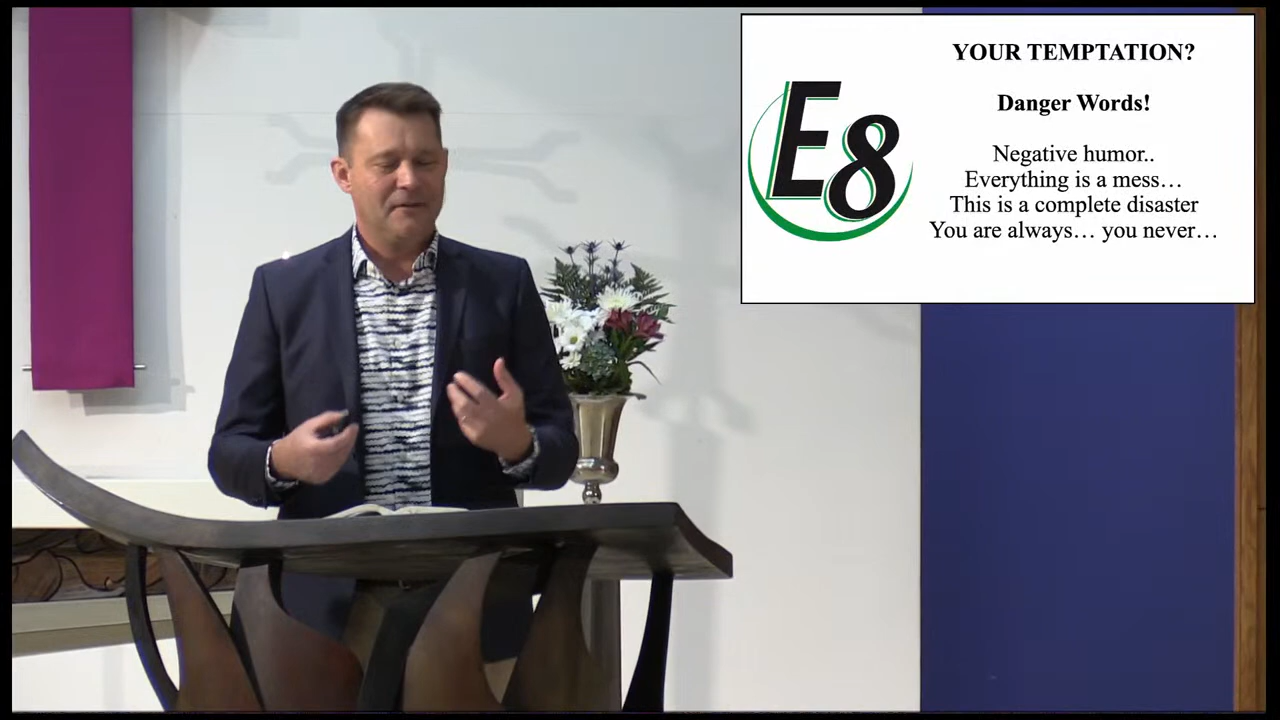 E8
YOUR TEMPTATION?
Danger Words!
Negative humor..
Everything is a mess…
This is a complete disaster
You are always… you never…